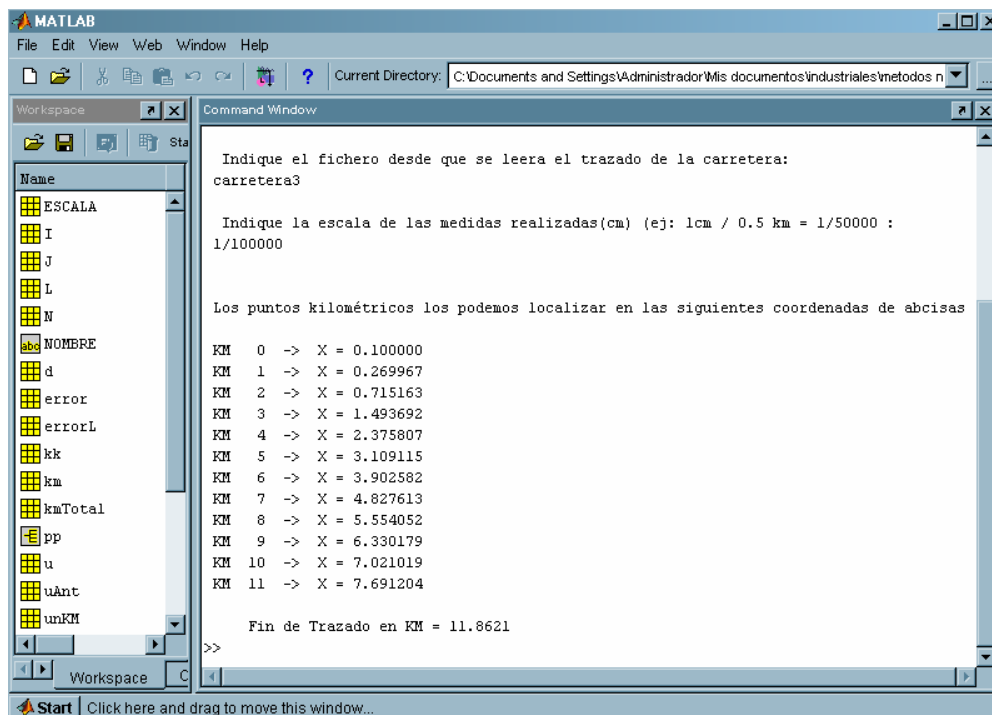 MATLAB
File Edit View Web Window Help
Current Directory: C:\Documents and Settings\Administrador\Mis documentos\industriales\metodos n
...
Workspace
Sta
Name
ESCALA
I
J
L
N
abc NOMBRE
d
error
errorL
kk
km
kmTotal
pp
u
uAnt
unKM
Workspace
C
Command Window
Indique el fichero desde que se leera el trazado de la carretera:
carretera3
Indique la escala de las medidas realizadas(cm) (ej: 1cm / 0.5 km = 1/50000 :
1/100000
Los puntos kilométricos los podemos localizar en las siguientes coordenadas de abcisas
KM 0 -> X = 0.100000
KM 1 -> X = 0.269967
KM 2 -> X = 0.715163
KM 3 -> X = 1.493692
KM 4 -> X = 2.375807
KM 5 -> X = 3.109115
KM 6 -> X = 3.902582
KM 7 -> X = 4.827613
KM 8 -> X = 5.554052
KM 9 -> X = 6.330179
KM 10 -> X = 7.021019
KM 11 -> X = 7.691204
Fin de Trazado en KM = 11.8621
>>
Start Click here and drag to move this window...